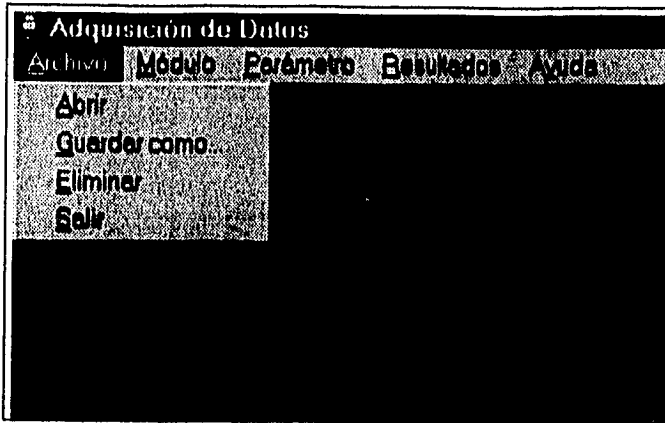 Adquisición de Datos
Archivo Módulo Parámetro Resultados Ayuda
Abrir
Guardar como...
Eliminar
Salir